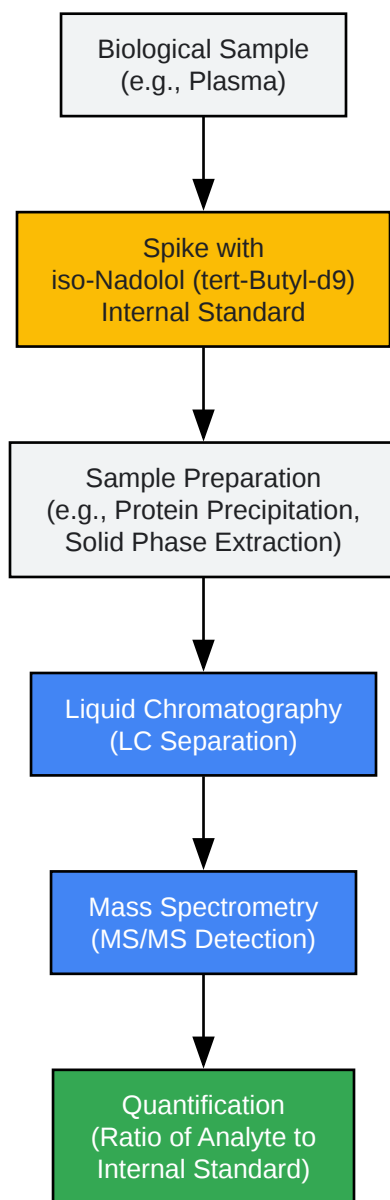 Biological Sample
(e.g., Plasma)
Spike with
iso-Nadolol (tert-Butyl-d9)
Internal Standard
Sample Preparation
(e.g., Protein Precipitation,
Solid Phase Extraction)
Liquid Chromatography
(LC Separation)
Mass Spectrometry
(MS/MS Detection)
Quantification
(Ratio of Analyte to
Internal Standard)